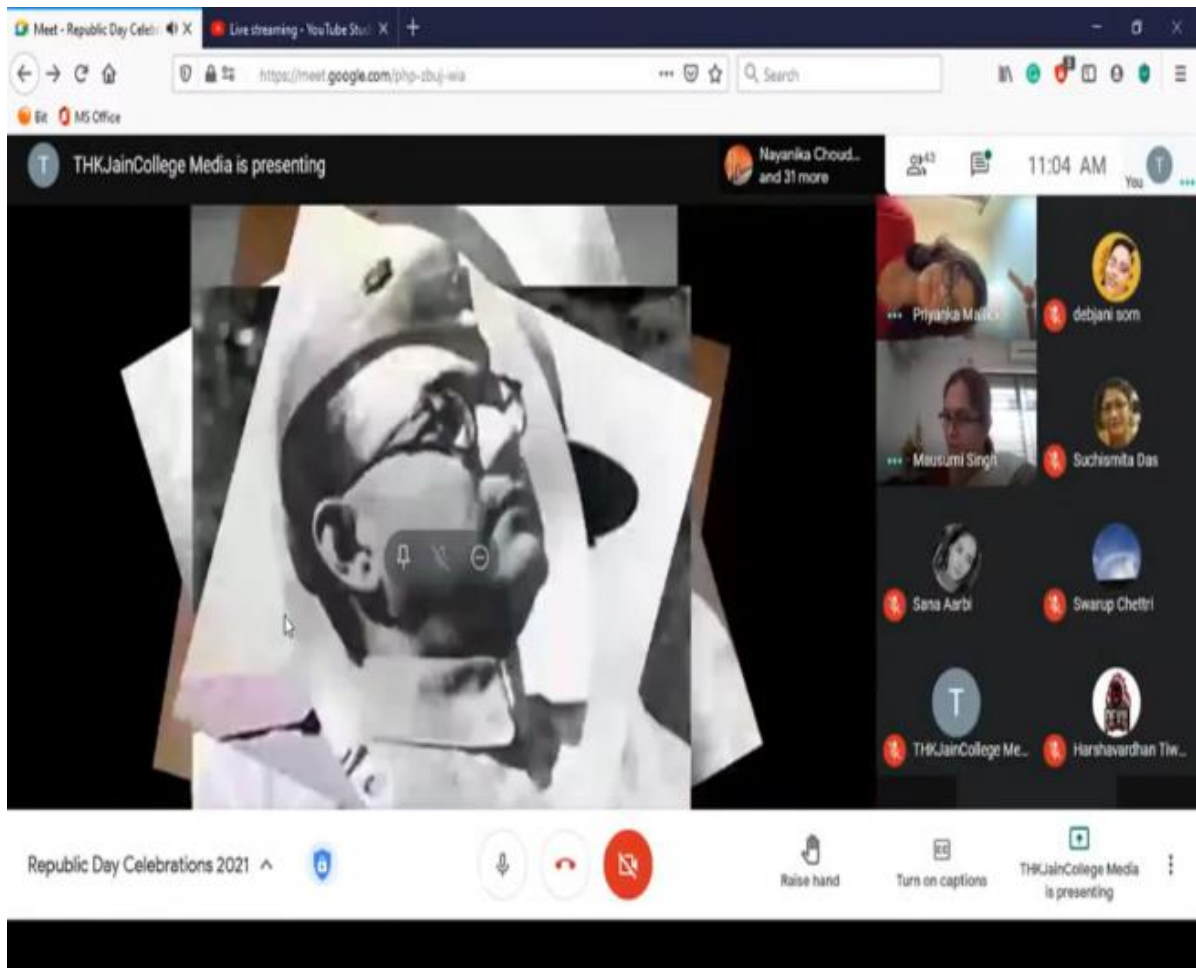 Meet - Republic Day Celebr
Live streaming - YouTube Stud
https://meet.google.com/php-zbuj-wia
Search
Bit
MS Office
T
THKJainCollege Media is presenting
Nayanika Choud...
and 31 more
43
11:04 AM
You
T
Priyanka Mallick
debjani som
Mausumi Singh
Suchismita Das
Sana Aarbi
Swarup Chettri
T
THKJainCollege Me...
DEVIL
Harshavardhan Tiw...
Republic Day Celebrations 2021
Raise hand
Turn on captions
THKJainCollege Media
is presenting